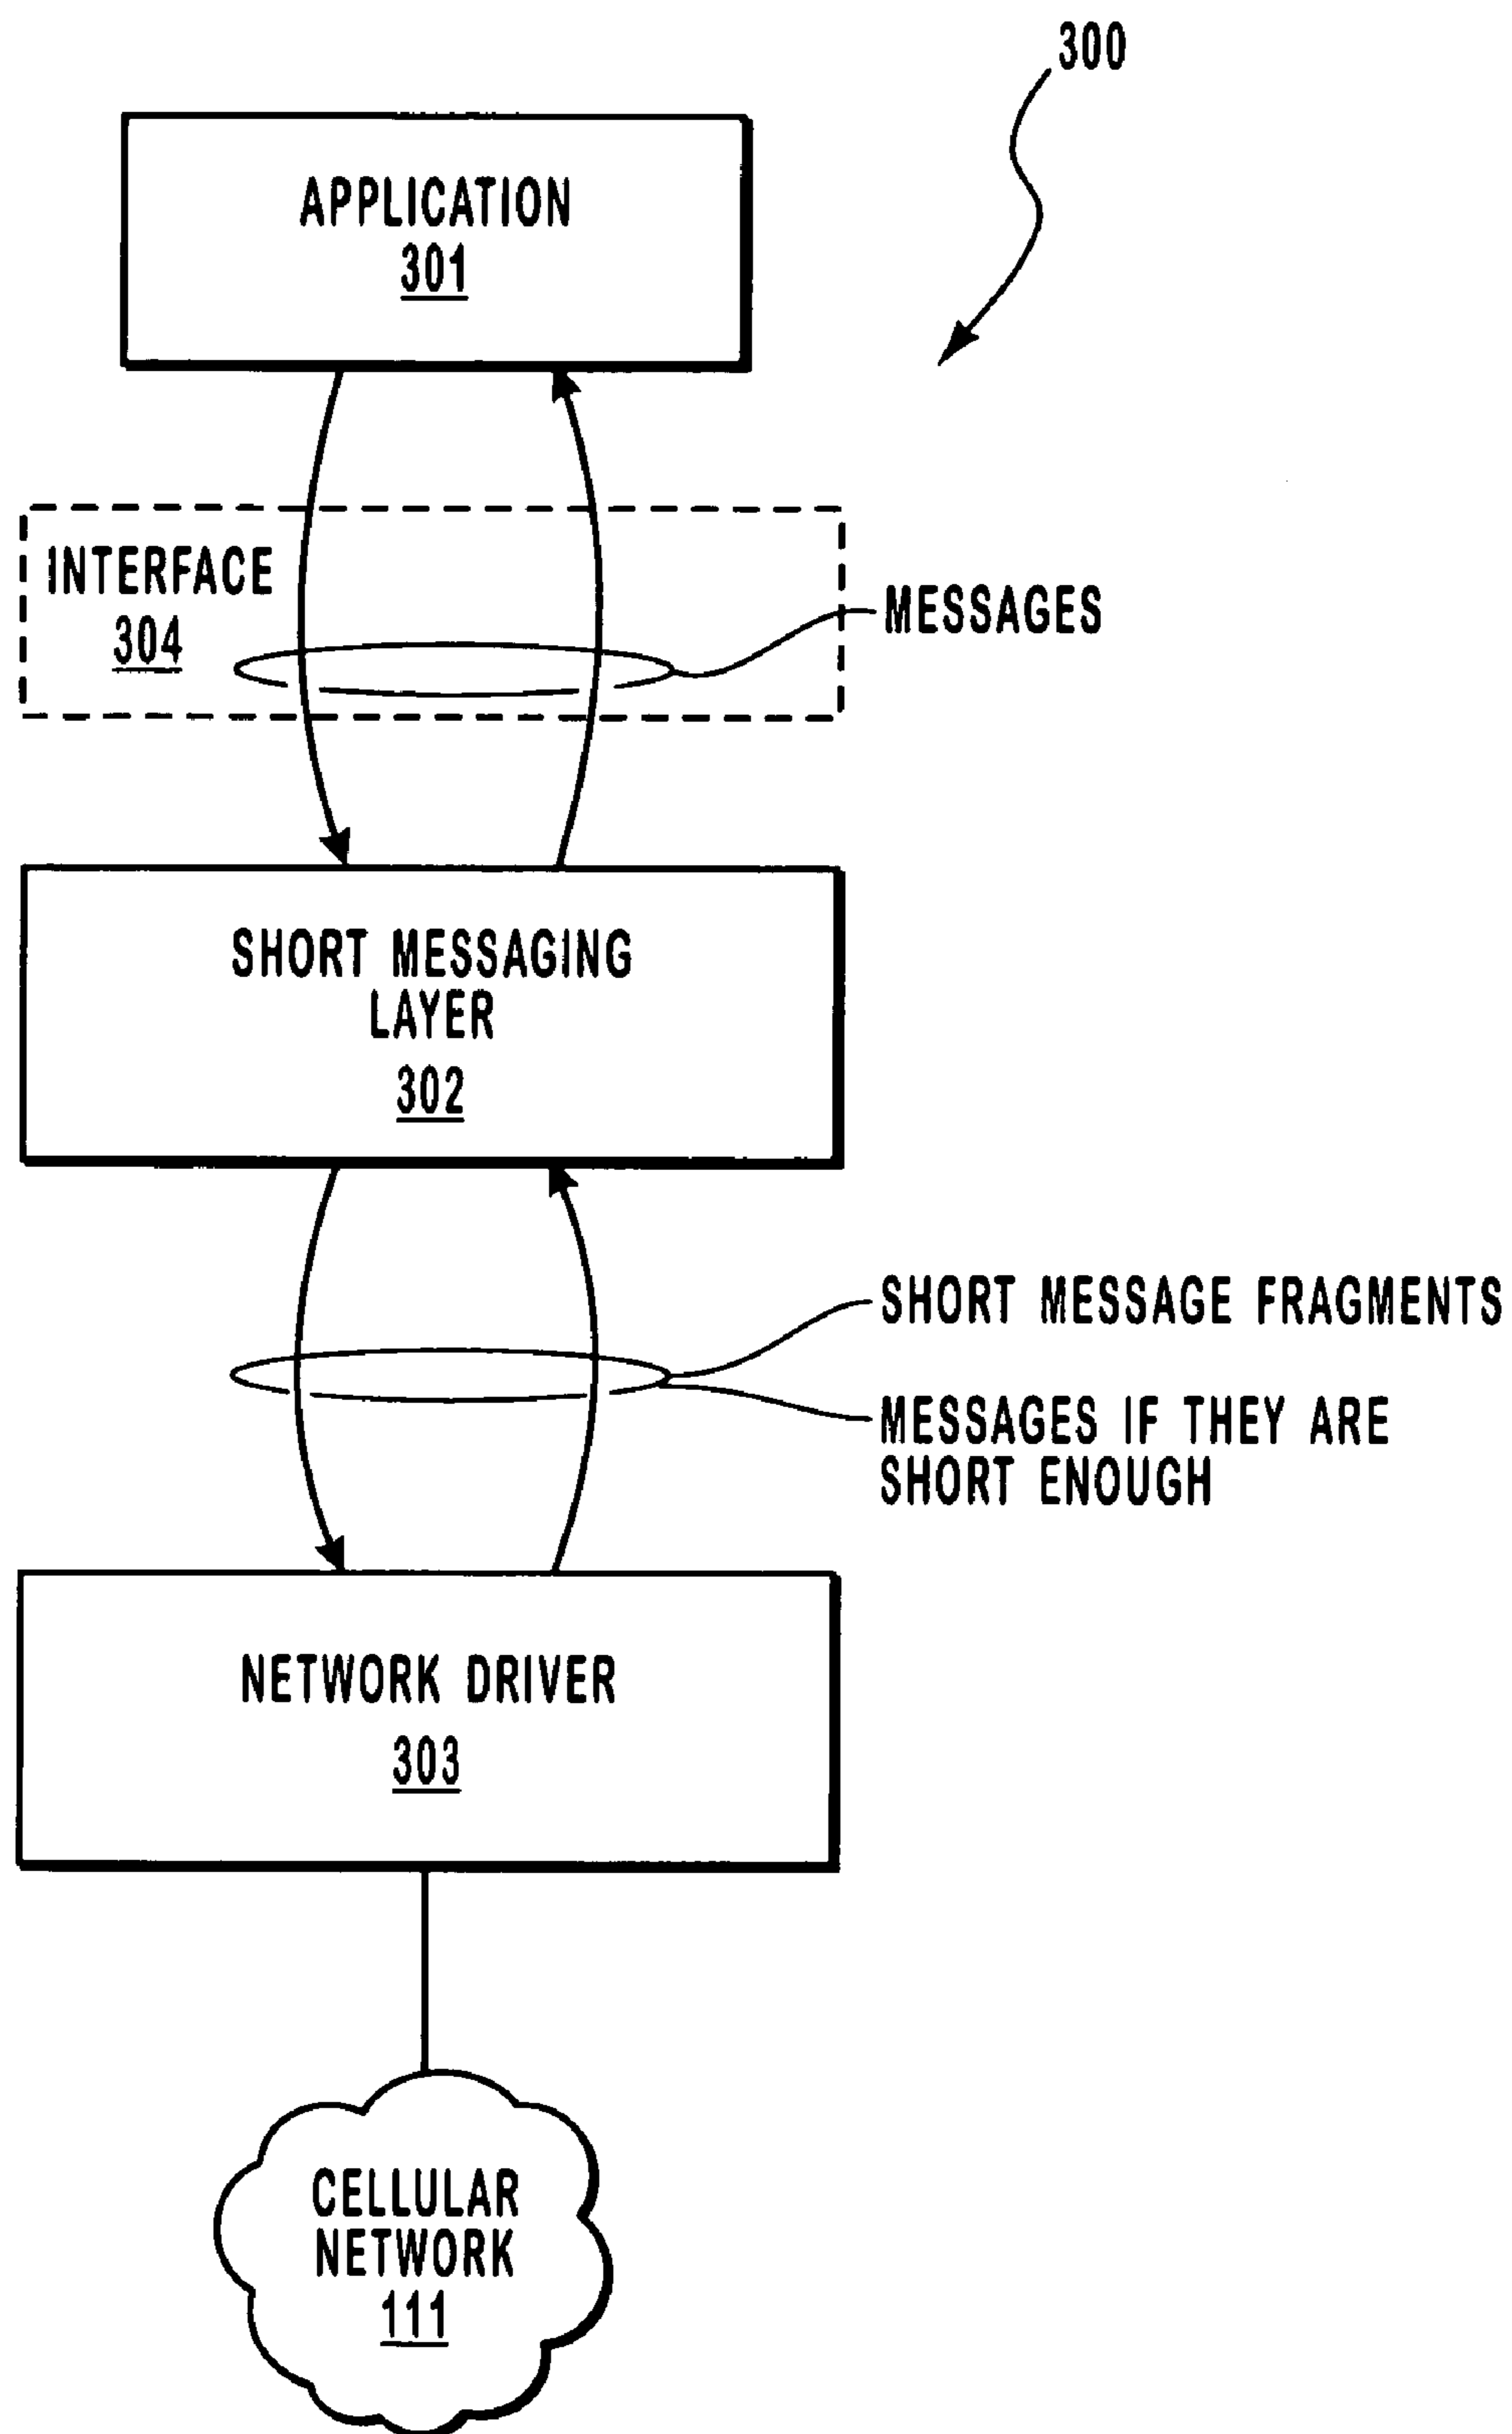 300
APPLICATION
301
INTERFACE
304
MESSAGES
SHORT MESSAGING
LAYER
302
SHORT MESSAGE FRAGMENTS
MESSAGES IF THEY ARE
SHORT ENOUGH
NETWORK DRIVER
303
CELLULAR
NETWORK
111